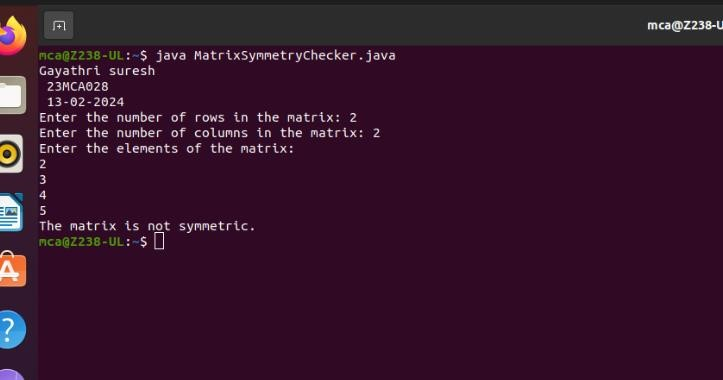 mca@Z238-U
mca@Z238-UL:~$ java MatrixSymmetryChecker.java
Gayathri suresh
 23MCA028
 13-02-2024
Enter the number of rows in the matrix: 2
Enter the number of columns in the matrix: 2
Enter the elements of the matrix:
2
3
4
5
The matrix is not symmetric.
mca@Z238-UL:~$